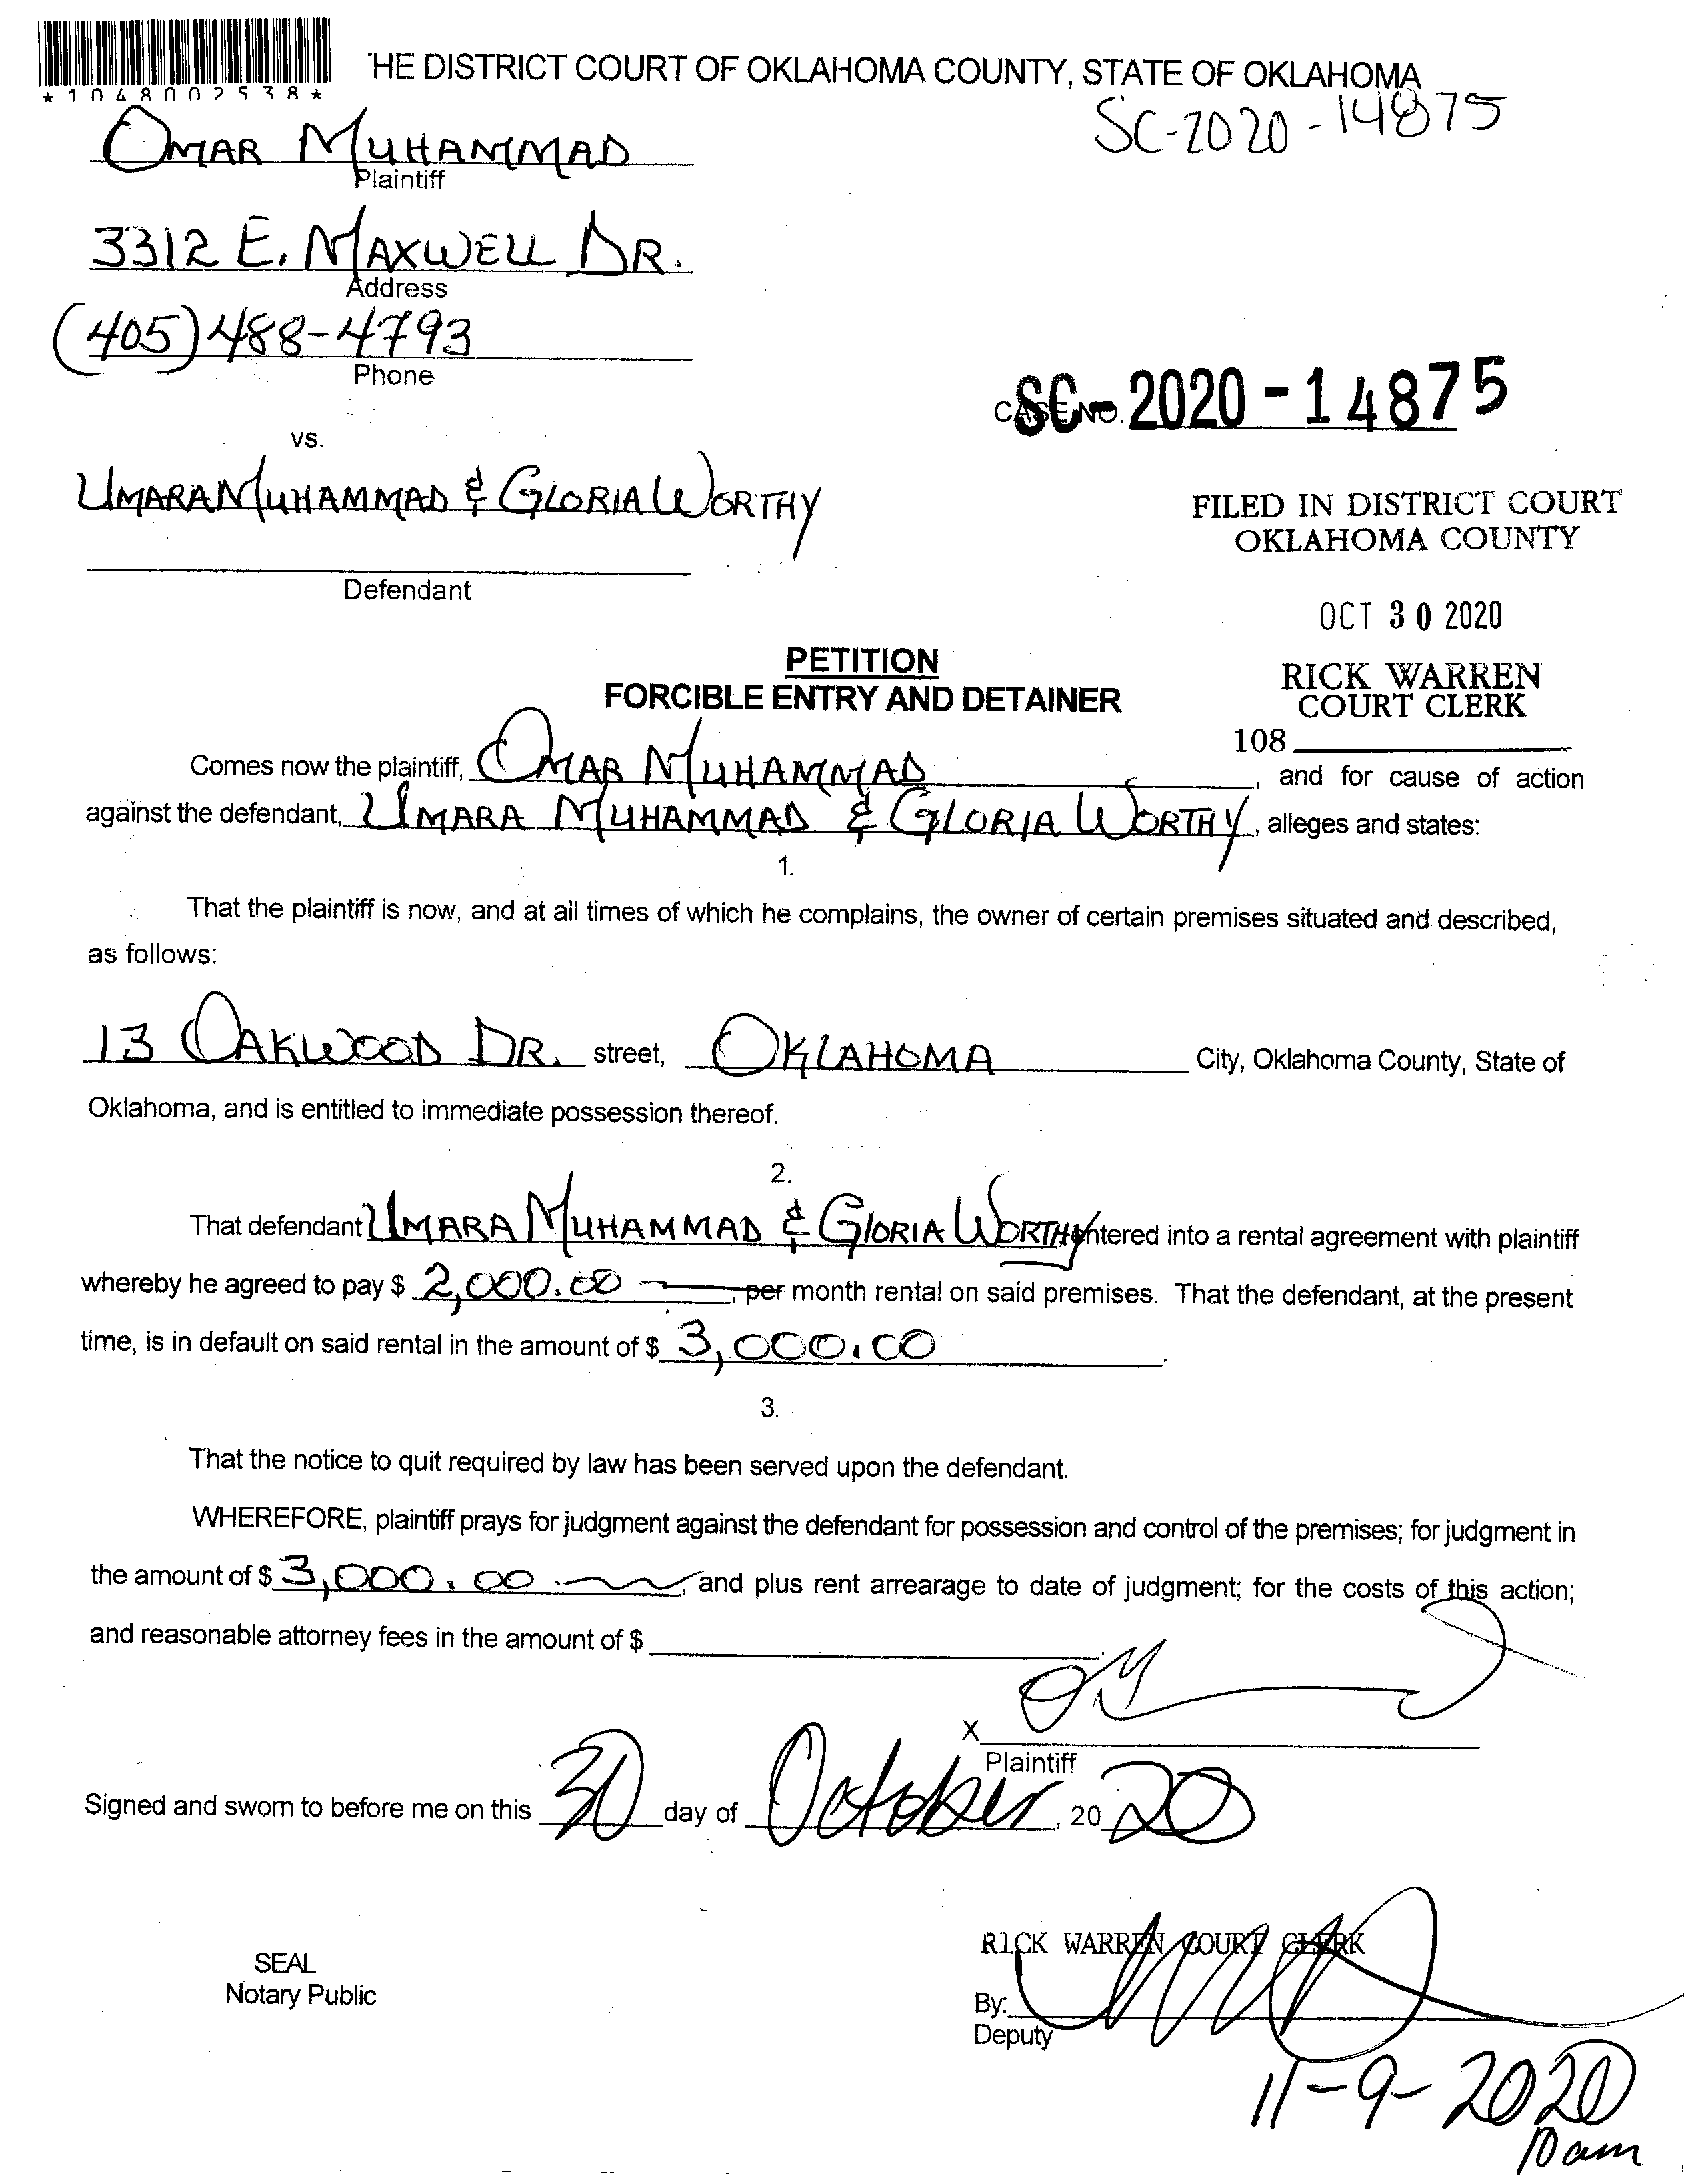 *1048002538*
THE DISTRICT COURT OF OKLAHOMA COUNTY, STATE OF OKLAHOMA
SC-2020-14875
OMAR MUHAMMAD
Plaintiff
3312 E. MAXWELL DR.
Address
(405) 488-4793
Phone
CASE NO. SC-2020-14875
vs.
UMARA MUHAMMAD & GLORIA WORTHY
Defendant
FILED IN DISTRICT COURT
OKLAHOMA COUNTY
OCT 30 2020
RICK WARREN
COURT CLERK
108
PETITION
FORCIBLE ENTRY AND DETAINER
Comes now the plaintiff, OMAR MUHAMMAD, and for cause of action
against the defendant, UMARA MUHAMMAD & GLORIA WORTHY, alleges and states:
1.
That the plaintiff is now, and at all times of which he complains, the owner of certain premises situated and described,
as follows:
13 OAKWOOD DR. street, OKLAHOMA City, Oklahoma County, State of
Oklahoma, and is entitled to immediate possession thereof.
2.
That defendant UMARA MUHAMMAD & GLORIA WORTHY entered into a rental agreement with plaintiff
whereby he agreed to pay $ 2,000.00, per month rental on said premises. That the defendant, at the present
time, is in default on said rental in the amount of $ 3,000.00.
3.
That the notice to quit required by law has been served upon the defendant.
WHEREFORE, plaintiff prays for judgment against the defendant for possession and control of the premises; for judgment in
the amount of $ 3,000.00, and plus rent arrearage to date of judgment; for the costs of this action;
and reasonable attorney fees in the amount of $
X
Plaintiff
Signed and sworn to before me on this 30 day of October, 2020
RICK WARREN COURT CLERK
SEAL
Notary Public
By:
Deputy
11-9-2020
10am